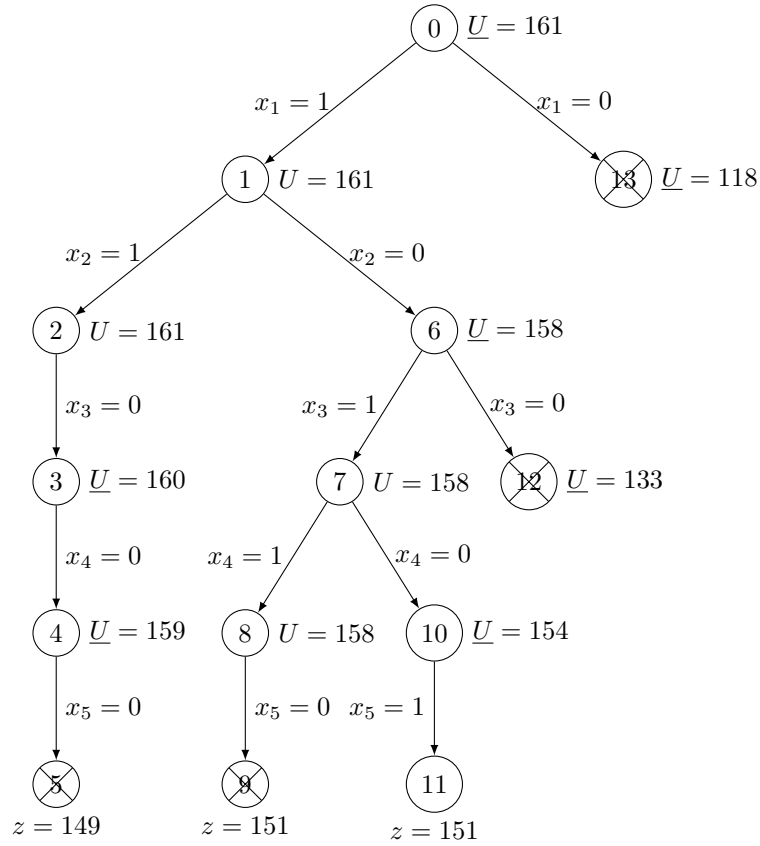 0 U = 161
x₁ = 1 x₁ = 0
1 U = 161 13 U = 118
x₂ = 1 x₂ = 0
2 U = 161 6 U = 158
x₃ = 0 x₃ = 1 x₃ = 0
3 U = 160 7 U = 158 12 U = 133
x₄ = 0 x₄ = 1 x₄ = 0
4 U = 159 8 U = 158 10 U = 154
x₅ = 0 x₅ = 0 x₅ = 1
5 9 11
z = 149 z = 151 z = 151